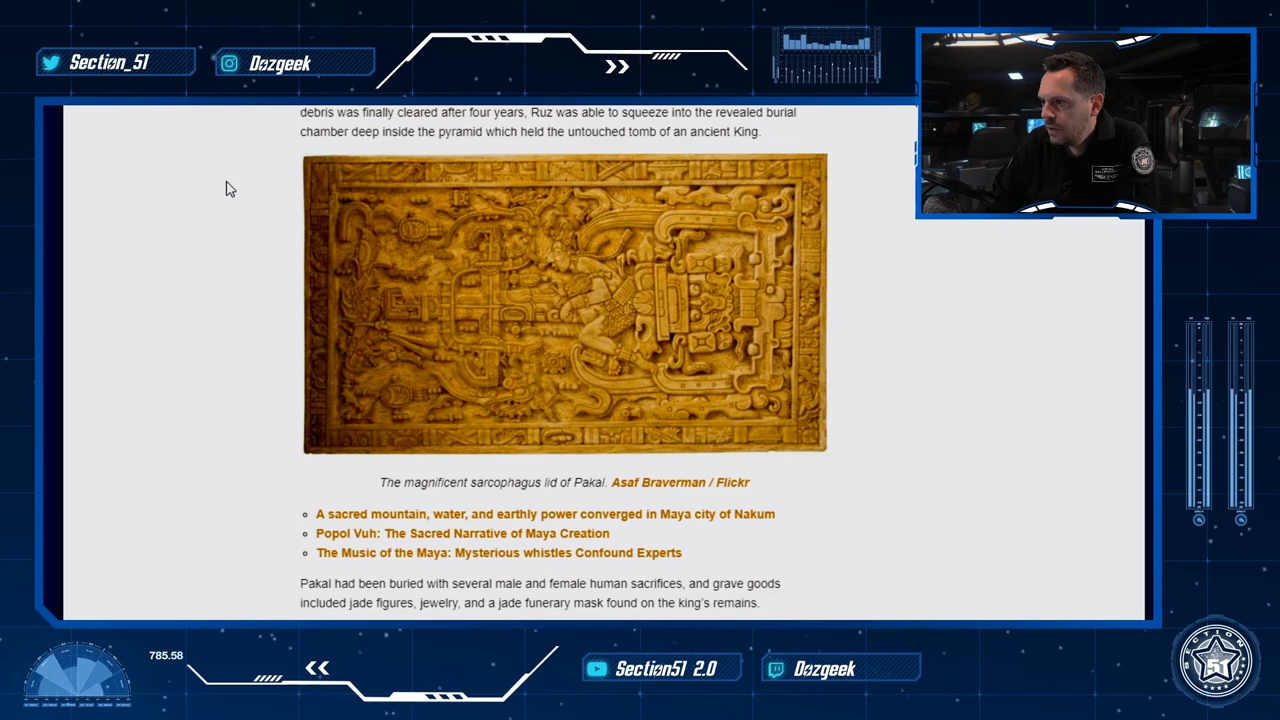 Section_51
Dazgeek
debris was finally cleared after four years, Ruz was able to squeeze into the revealed burial
chamber deep inside the pyramid which held the untouched tomb of an ancient King.
The magnificent sarcophagus lid of Pakal. Asaf Braverman / Flickr
A sacred mountain, water, and earthly power converged in Maya city of Nakum
Popol Vuh: The Sacred Narrative of Maya Creation
The Music of the Maya: Mysterious whistles Confound Experts
Pakal had been buried with several male and female human sacrifices, and grave goods
included jade figures, jewelry, and a jade funerary mask found on the king's remains.
785.58
Section51 2.0
Dazgeek
SECTION
51